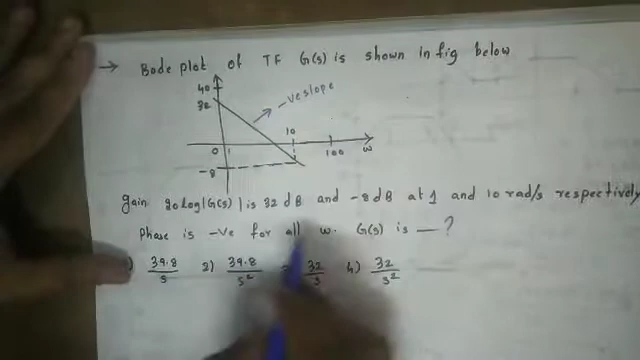 → Bode plot of TF G(s) is shown in fig below
40
32
→ -ve slope
10
0 1
100
w
-8
gain 20log|G(s)| is 32 dB and -8 dB at 1 and 10 rad/s respectively
phase is -ve for all w. G(s) is — ?
) 39.8/s 2) 39.8/s² 32/s 4) 32/s²